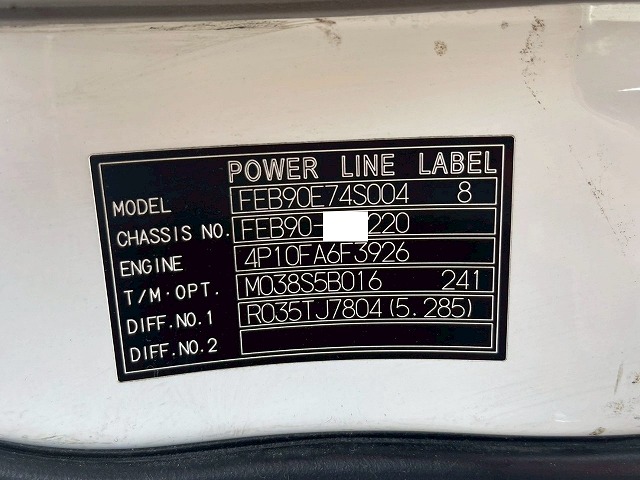 POWER LINE LABEL
MODEL FEB90E74S004 8
CHASSIS NO. FEB90- 220
ENGINE 4P10FA6F3926
T/M·OPT. M038S5B016 241
DIFF.NO.1 R035TJ7804(5.285)
DIFF.NO.2